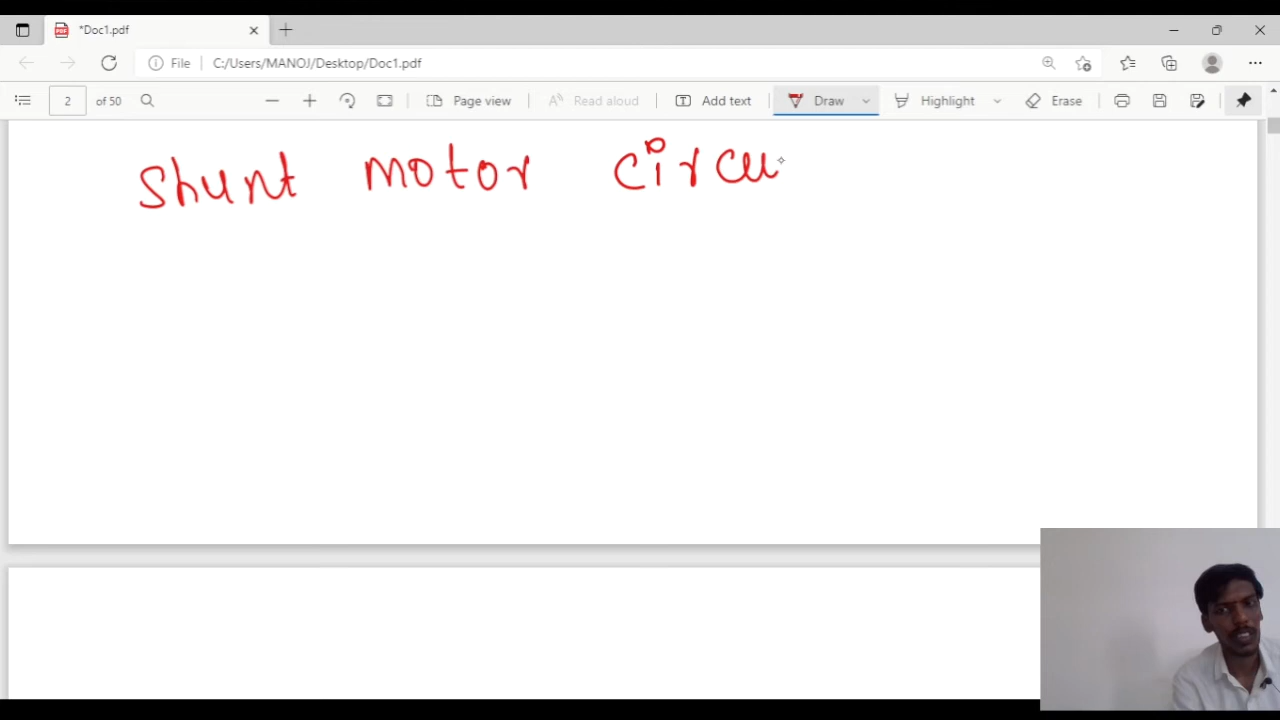 *Doc1.pdf
File C:/Users/MANOJ/Desktop/Doc1.pdf
2 of 50 Page view Read aloud Add text Draw Highlight Erase
Shunt motor circu